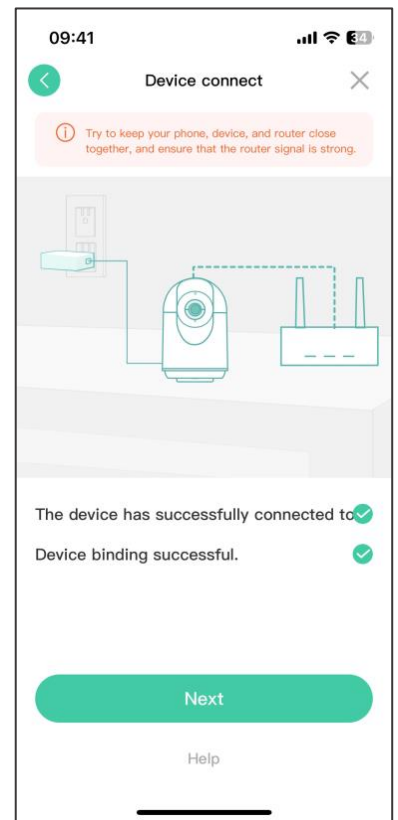 09:41
34
Device connect
Try to keep your phone, device, and router close
together, and ensure that the router signal is strong.
The device has successfully connected to
Device binding successful.
Next
Help